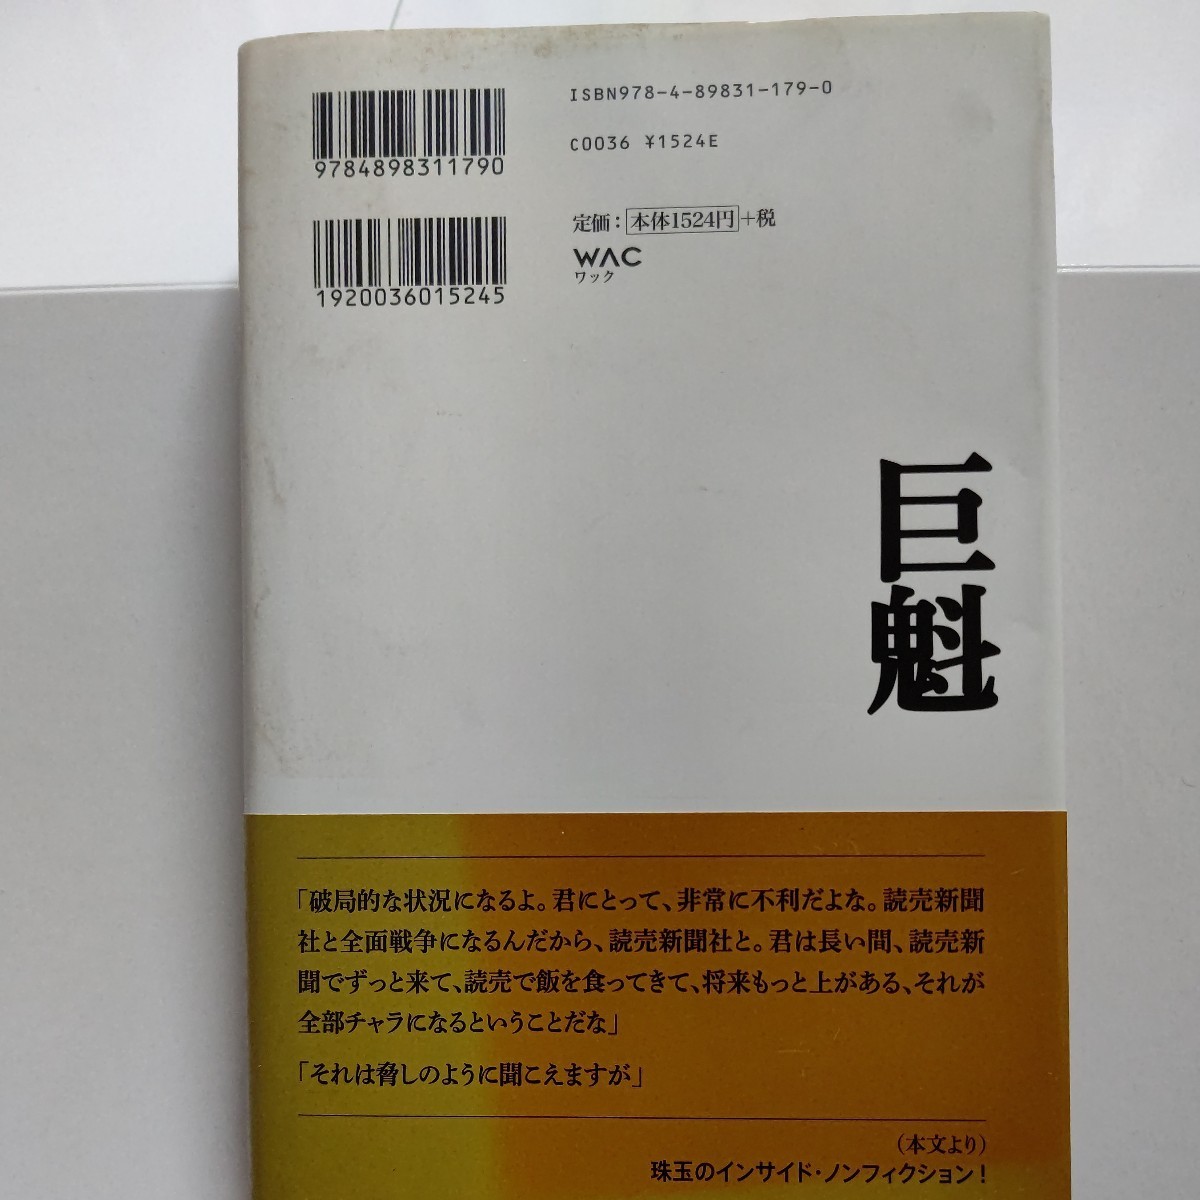 9784898311790
ISBN978-4-89831-179-0
C0036 ¥1524E
1920036015245
定価：本体1524円+税
WAC
ワック
巨魁
「破局的な状況になるよ。君にとって、非常に不利だよな。読売新聞
社と全面戦争になるんだから、読売新聞社と。君は長い間、読売新
聞でずっと来て、読売で飯を食ってきて、将来もっと上がある、それが
全部チャラになるということだな」
「それは脅しのように聞こえますが」
（本文より）
珠玉のインサイド・ノンフィクション！